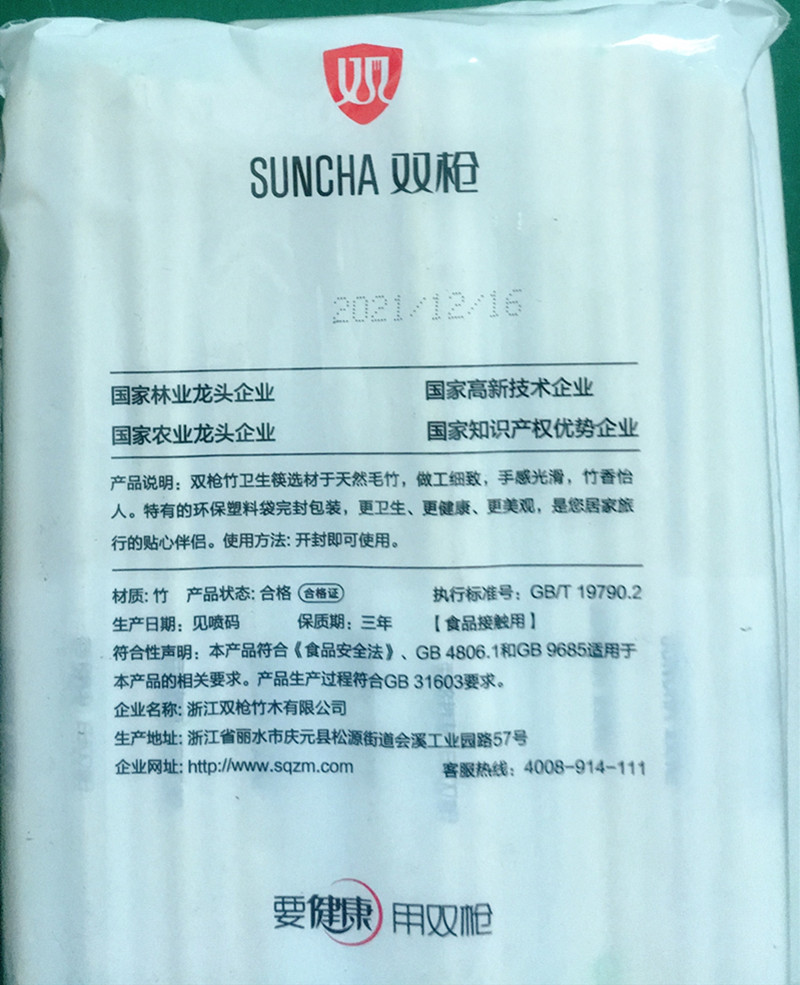 SUNCHA 双枪
2021/12/16
国家林业龙头企业 国家高新技术企业
国家农业龙头企业 国家知识产权优势企业
产品说明：双枪竹卫生筷选材于天然毛竹，做工细致，手感光滑，竹香怡
人。特有的环保塑料袋完封包装，更卫生、更健康、更美观，是您居家旅
行的贴心伴侣。使用方法: 开封即可使用。
材质: 竹 产品状态: 合格 合格证 执行标准号：GB/T 19790.2
生产日期：见喷码 保质期：三年 【食品接触用】
符合性声明：本产品符合《食品安全法》、GB 4806.1和GB 9685适用于
本产品的相关要求。产品生产过程符合GB 31603要求。
企业名称: 浙江双枪竹木有限公司
生产地址: 浙江省丽水市庆元县松源街道会溪工业园路57号
企业网址: http://www.sqzm.com 客服热线：4008-914-111
要健康 用双枪